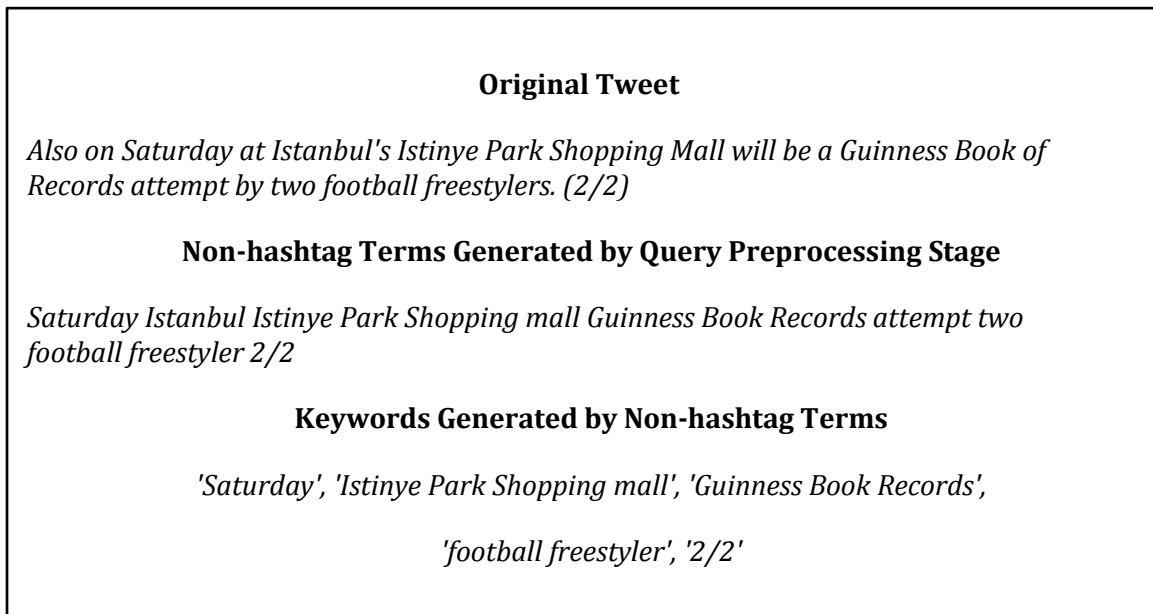 Original Tweet
Also on Saturday at Istanbul's Istinye Park Shopping Mall will be a Guinness Book of
Records attempt by two football freestylers. (2/2)
Non-hashtag Terms Generated by Query Preprocessing Stage
Saturday Istanbul Istinye Park Shopping mall Guinness Book Records attempt two
football freestyler 2/2
Keywords Generated by Non-hashtag Terms
'Saturday', 'Istinye Park Shopping mall', 'Guinness Book Records',
'football freestyler', '2/2'